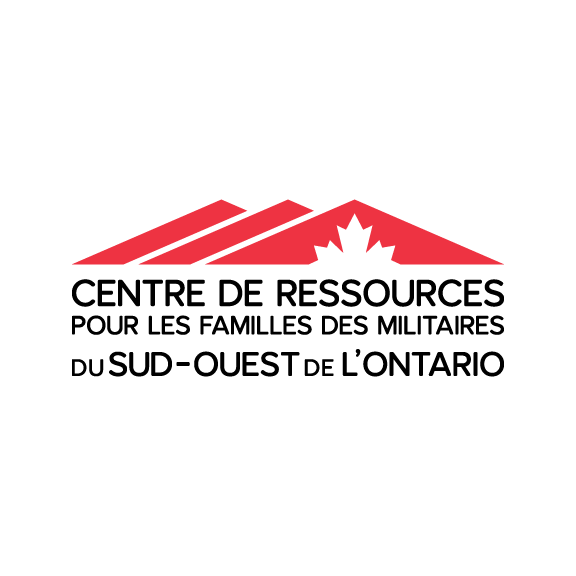 CENTRE DE RESSOURCES
POUR LES FAMILLES DES MILITAIRES
DU SUD-OUEST DE L'ONTARIO